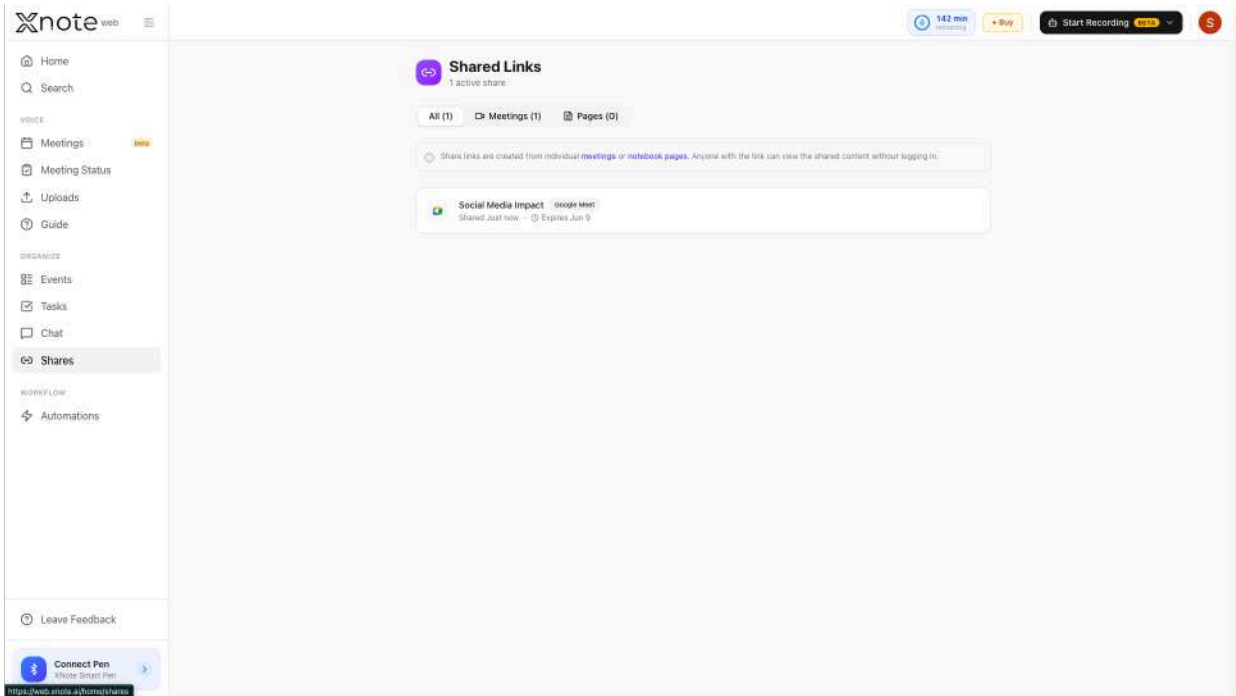 Xnote web
142 min
remaining
+ Buy
Start Recording BETA
S
Home
Search
VOICE
Meetings beta
Meeting Status
Uploads
Guide
ORGANIZE
Events
Tasks
Chat
Shares
WORKFLOW
Automations
Leave Feedback
Connect Pen
XNote Smart Pen
https://web.xnote.ai/home/shares
Shared Links
1 active share
All (1) Meetings (1) Pages (0)
Share links are created from individual meetings or notebook pages. Anyone with the link can view the shared content without logging in.
Social Media Impact Google Meet
Shared Just now · Expires Jun 9